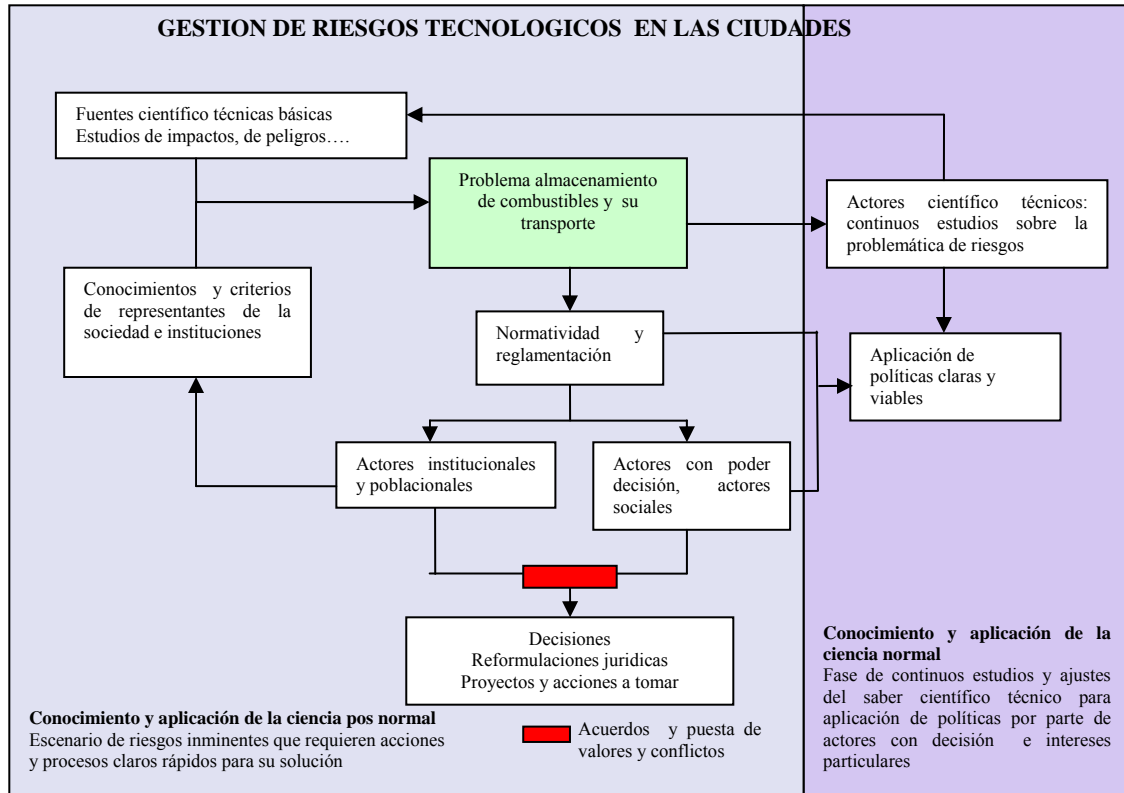 GESTION DE RIESGOS TECNOLOGICOS EN LAS CIUDADES
Fuentes científico técnicas básicas
Estudios de impactos, de peligros….
Problema almacenamiento
de combustibles y su
transporte
Actores científico técnicos:
continuos estudios sobre la
problemática de riesgos
Conocimientos y criterios
de representantes de la
sociedad e instituciones
Normatividad y
reglamentación
Aplicación de
políticas claras y
viables
Actores institucionales
y poblacionales
Actores con poder
decisión, actores
sociales
Decisiones
Reformulaciones juridicas
Proyectos y acciones a tomar
Conocimiento y aplicación de la ciencia pos normal
Escenario de riesgos inminentes que requieren acciones
y procesos claros rápidos para su solución
Acuerdos y puesta de
valores y conflictos
Conocimiento y aplicación de la
ciencia normal
Fase de continuos estudios y ajustes
del saber científico técnico para
aplicación de políticas por parte de
actores con decisión e intereses
particulares